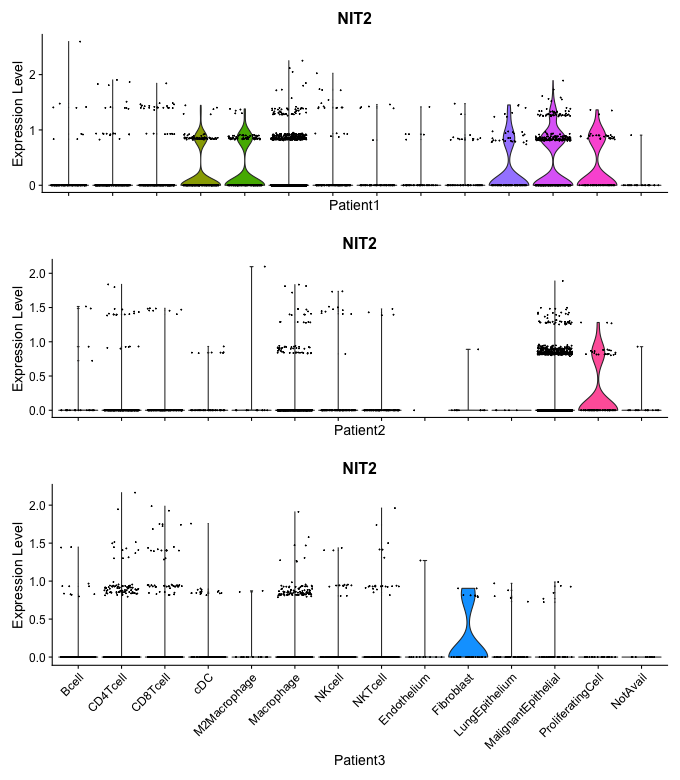 NIT2
Expression Level
2
1
0
Patient1
NIT2
Expression Level
2.0
1.5
1.0
0.5
0.0
Patient2
NIT2
Expression Level
2.0
1.5
1.0
0.5
0.0
Bcell
CD4Tcell
CD8Tcell
cDC
M2Macrophage
Macrophage
NKcell
NKTcell
Endothelium
Fibroblast
LungEpithelium
MalignantEpithelial
ProliferatingCell
NotAvail
Patient3